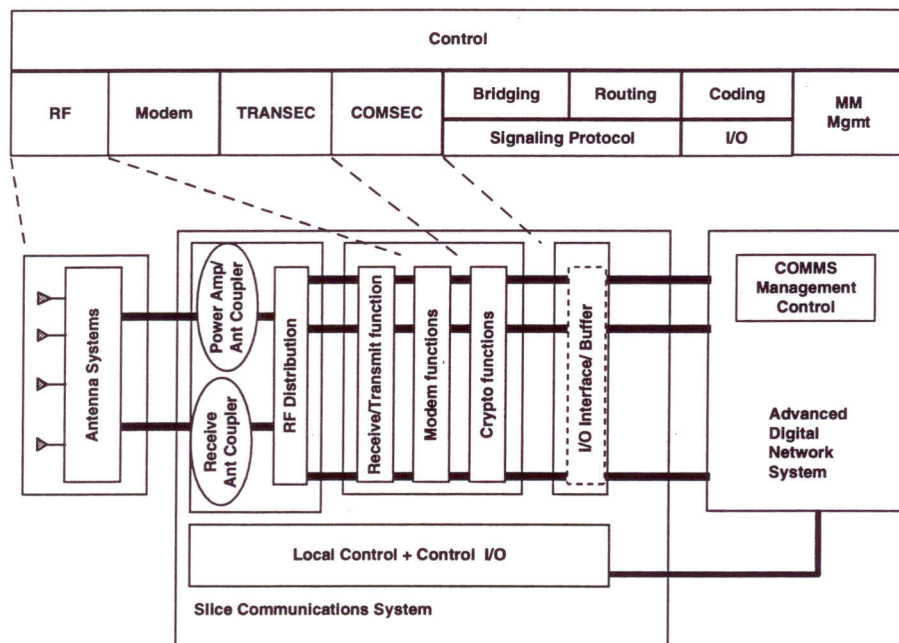 Control
RF
Modem
TRANSEC
COMSEC
Bridging
Routing
Coding
MM
Mgmt
Signaling Protocol
I/O
Antenna Systems
Power Amp/
Ant Coupler
Receive
Ant Coupler
RF Distribution
Receive/Transmit function
Modem functions
Crypto functions
I/O Interface/ Buffer
COMMS
Management
Control
Advanced
Digital
Network
System
Local Control + Control I/O
Slice Communications System